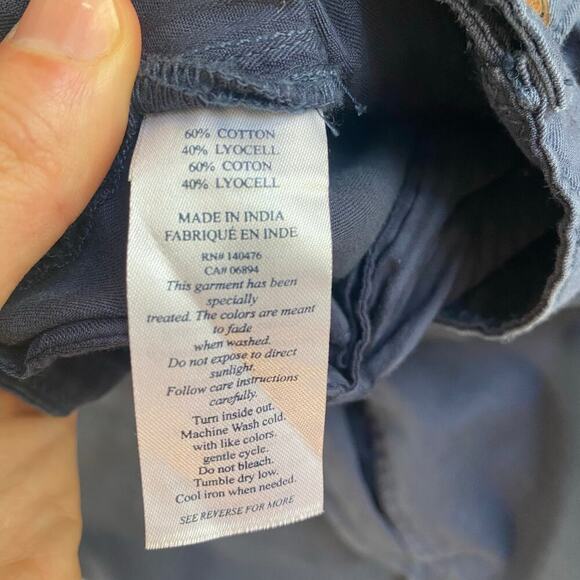 60% COTTON
40% LYOCELL
60% COTON
40% LYOCELL
MADE IN INDIA
FABRIQUÉ EN INDE
RN# 140476
CA# 06894
This garment has been
specially
treated. The colors are meant
to fade
when washed.
Do not expose to direct
sunlight.
Follow care instructions
carefully.
Turn inside out.
Machine Wash cold.
with like colors.
gentle cycle.
Do not bleach.
Tumble dry low.
Cool iron when needed.
SEE REVERSE FOR MORE